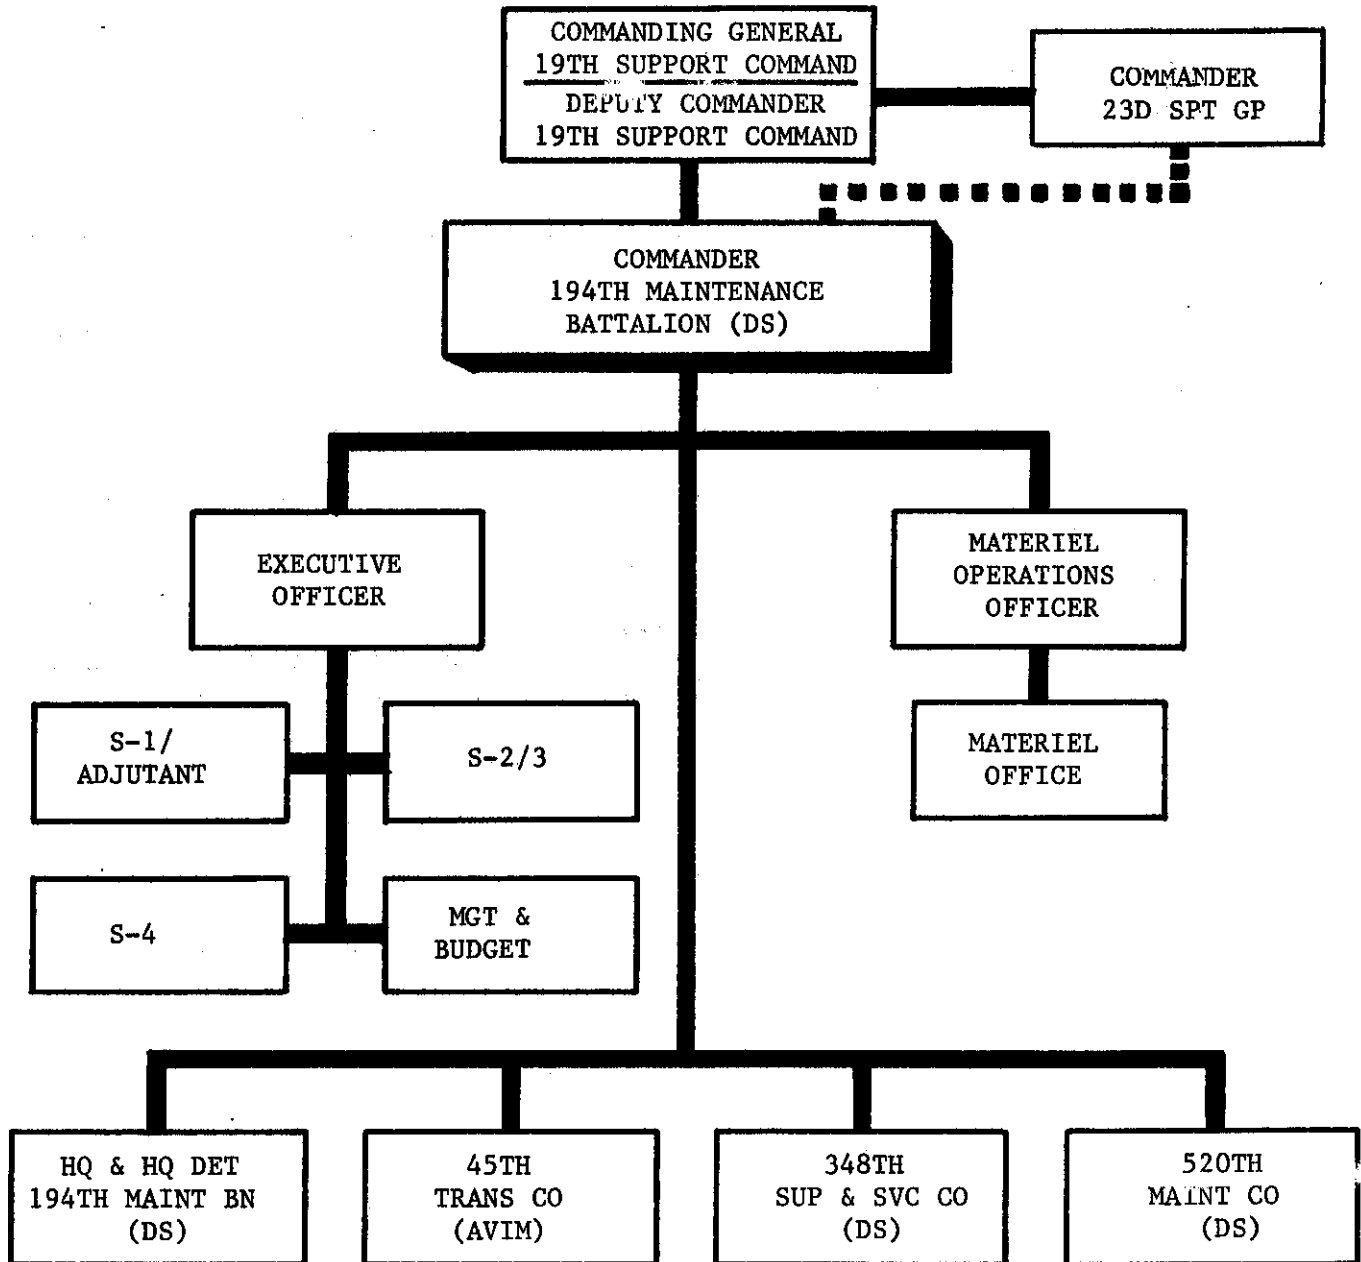 COMMANDING GENERAL
19TH SUPPORT COMMAND
DEPUTY COMMANDER
19TH SUPPORT COMMAND
COMMANDER
23D SPT GP
COMMANDER
194TH MAINTENANCE
BATTALION (DS)
EXECUTIVE
OFFICER
MATERIEL
OPERATIONS
OFFICER
S-1/
ADJUTANT
S-2/3
MATERIEL
OFFICE
S-4
MGT &
BUDGET
HQ & HQ DET
194TH MAINT BN
(DS)
45TH
TRANS CO
(AVIM)
348TH
SUP & SVC CO
(DS)
520TH
MAINT CO
(DS)